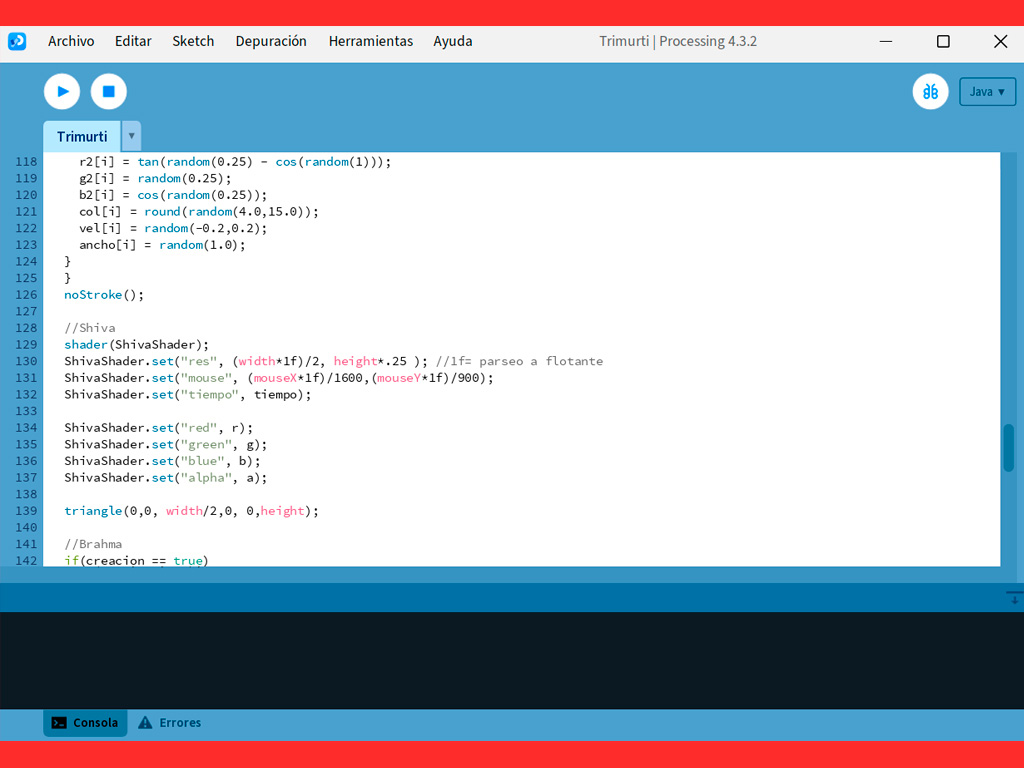 Archivo Editar Sketch Depuración Herramientas Ayuda Trimurti | Processing 4.3.2
Java ▼
Trimurti ▼
118 r2[i] = tan(random(0.25) - cos(random(1)));
119 g2[i] = random(0.25);
120 b2[i] = cos(random(0.25));
121 col[i] = round(random(4.0,15.0));
122 vel[i] = random(-0.2,0.2);
123 ancho[i] = random(1.0);
124 }
125 }
126 noStroke();
127
128 //Shiva
129 shader(ShivaShader);
130 ShivaShader.set("res", (width*1f)/2, height*.25 ); //1f= parseo a flotante
131 ShivaShader.set("mouse", (mouseX*1f)/1600,(mouseY*1f)/900);
132 ShivaShader.set("tiempo", tiempo);
133
134 ShivaShader.set("red", r);
135 ShivaShader.set("green", g);
136 ShivaShader.set("blue", b);
137 ShivaShader.set("alpha", a);
138
139 triangle(0,0, width/2,0, 0,height);
140
141 //Brahma
142 if(creacion == true)
Consola Errores